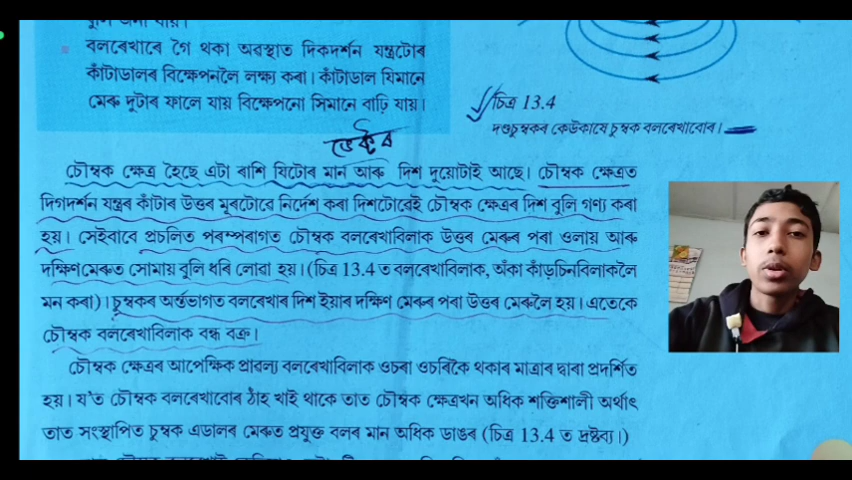 বলৰেখাৰে গৈ থকা অৱস্থাত দিকদৰ্শন যন্ত্ৰটোৰ
কাঁটাডালৰ বিক্ষেপনলৈ লক্ষ্য কৰা। কাঁটাডাল যিমানে
মেৰু দুটাৰ ফালে যায় বিক্ষেপনো সিমানে বাঢ়ি যায়।
চিত্ৰ 13.4
দণ্ডচুম্বকৰ কেউকাষে চুম্বক বলৰেখাবোৰ।
ভেক্টৰ
চৌম্বক ক্ষেত্ৰ হৈছে এটা ৰাশি যিটোৰ মান আৰু দিশ দুয়োটাই আছে। চৌম্বক ক্ষেত্ৰত
দিগদৰ্শন যন্ত্ৰৰ কাঁটাৰ উত্তৰ মূৰটোৱে নিৰ্দেশ কৰা দিশটোৱেই চৌম্বক ক্ষেত্ৰৰ দিশ বুলি গণ্য কৰা
হয়। সেইবাবে প্ৰচলিত পৰম্পৰাগত চৌম্বক বলৰেখাবিলাক উত্তৰ মেৰুৰ পৰা ওলায় আৰু
দক্ষিণমেৰুত সোমায় বুলি ধৰি লোৱা হয়। (চিত্ৰ 13.4 ত বলৰেখাবিলাক, অঁকা কাঁড়চিনবিলাকলৈ
মন কৰা)। চুম্বকৰ অৰ্ন্তভাগত বলৰেখাৰ দিশ ইয়াৰ দক্ষিণ মেৰুৰ পৰা উত্তৰ মেৰুলৈ হয়। এতেকে
চৌম্বক বলৰেখাবিলাক বন্ধ বক্ৰ।
চৌম্বক ক্ষেত্ৰৰ আপেক্ষিক প্ৰাৱল্য বলৰেখাবিলাক ওচৰা ওচৰিকৈ থকাৰ মাত্ৰাৰ দ্বাৰা প্ৰদৰ্শিত
হয়। য'ত চৌম্বক বলৰেখাবোৰ ঠাঁহ খাই থাকে তাত চৌম্বক ক্ষেত্ৰখন অধিক শক্তিশালী অৰ্থাৎ
তাত সংস্থাপিত চুম্বক এডালৰ মেৰুত প্ৰযুক্ত বলৰ মান অধিক ডাঙৰ (চিত্ৰ 13.4 ত দ্ৰষ্টব্য।)